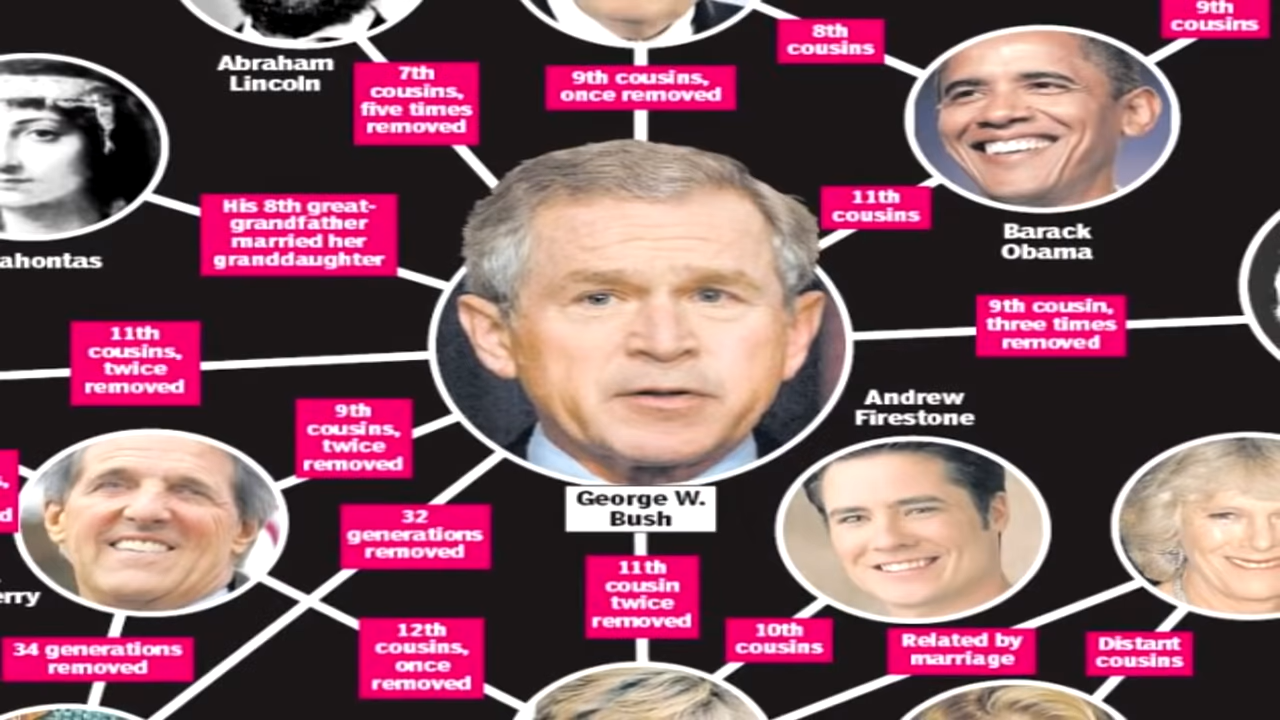 9th
cousins
8th
cousins
Abraham
Lincoln
7th
cousins,
five times
removed
9th cousins,
once removed
His 8th great-
grandfather
married her
granddaughter
11th
cousins
Barack
Obama
ahontas
9th cousin,
three times
removed
11th
cousins,
twice
removed
Andrew
Firestone
9th
cousins,
twice
removed
George W.
Bush
32
generations
removed
11th
cousin
twice
removed
erry
12th
cousins,
once
removed
10th
cousins
Related by
marriage
Distant
cousins
34 generations
removed